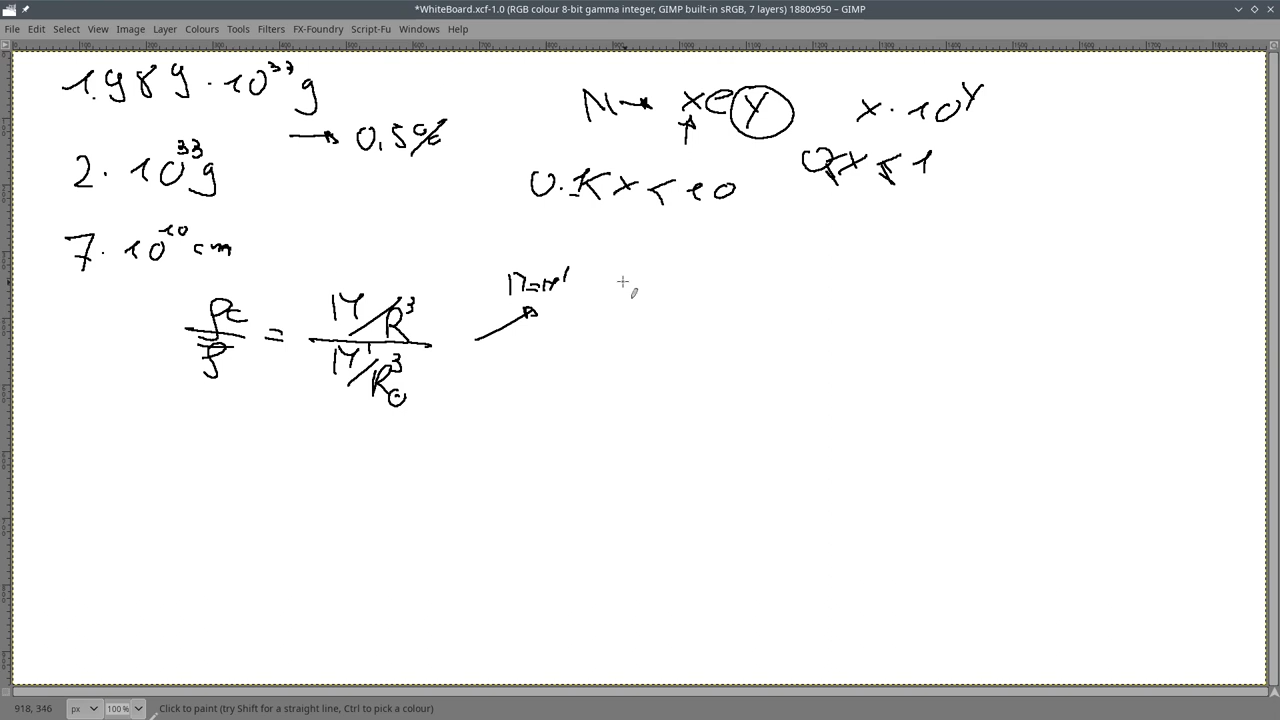 *WhiteBoard.xcf-1.0 (RGB colour 8-bit gamma integer, GIMP built-in sRGB, 7 layers) 1880x950 – GIMP
File Edit Select View Image Layer Colours Tools Filters FX-Foundry Script-Fu Windows Help
1.989 · 10³³ g
→ 0.5%
2 · 10³³ g
7 · 10¹⁰ cm
N → x e Y
x · 10^Y
0.1 < x < 10
0 < x < 1
ρc / ρ̄ = (M/R³) / (M'/R☉³)
M=M'
918, 346 px 100% Click to paint (try Shift for a straight line, Ctrl to pick a colour)